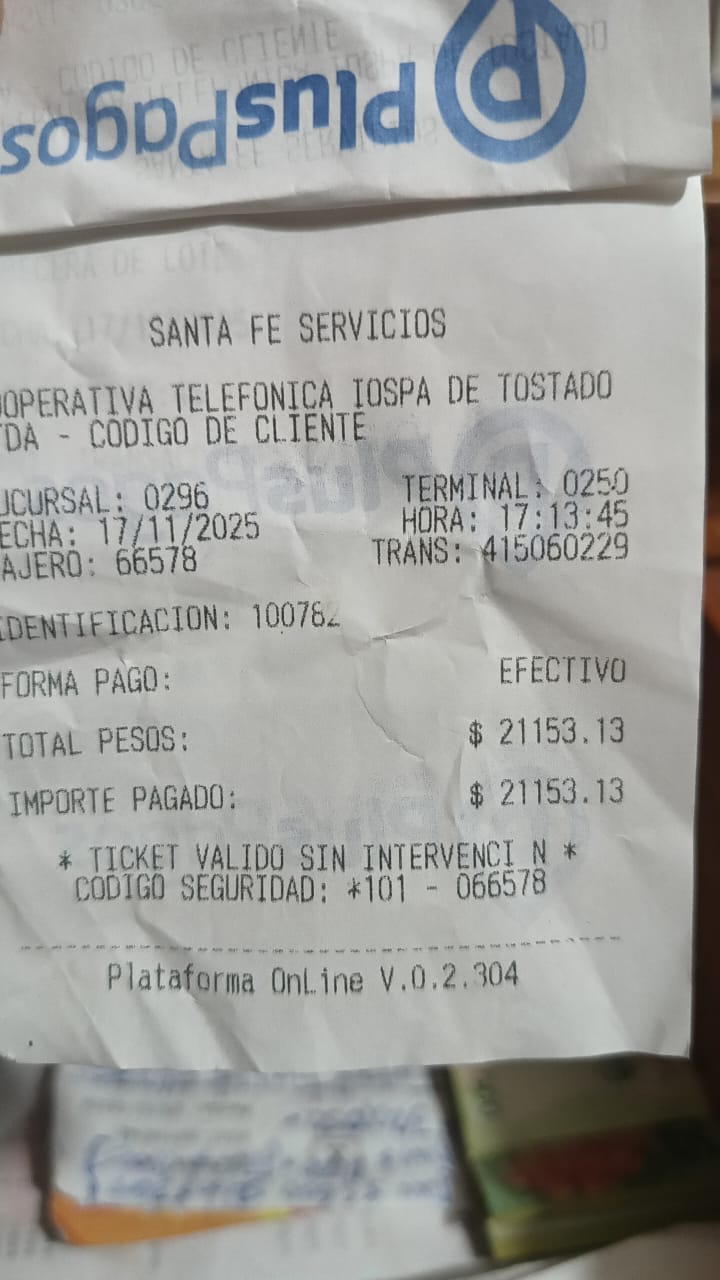 PlusPagos
SANTA FE SERVICIOS
OPERATIVA TELEFONICA IOSPA DE TOSTADO
DA - CODIGO DE CLIENTE
UCURSAL: 0296 TERMINAL: 0250
ECHA: 17/11/2025 HORA: 17:13:45
AJERO: 66578 TRANS: 415060229
IDENTIFICACION: 100782
FORMA PAGO: EFECTIVO
TOTAL PESOS: $ 21153.13
IMPORTE PAGADO: $ 21153.13
* TICKET VALIDO SIN INTERVENCI N *
CODIGO SEGURIDAD: *101 - 066578
Plataforma OnLine V.0.2.304